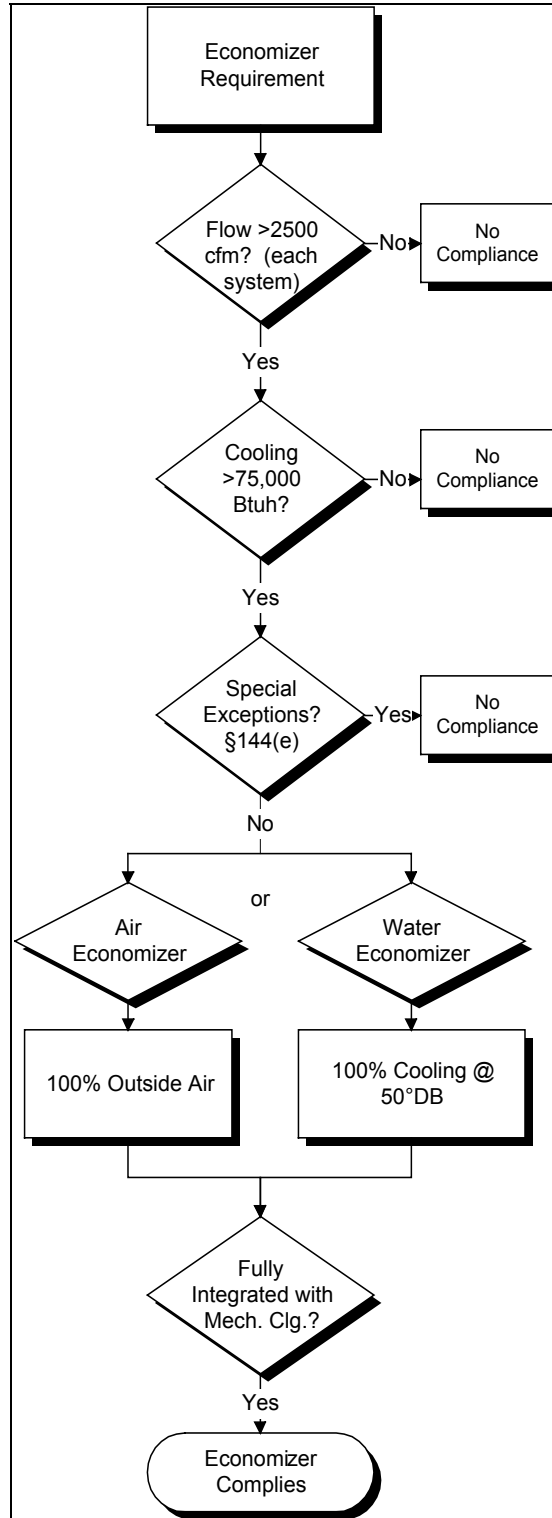 Economizer
Requirement
Flow >2500
cfm? (each
system)
No
No
Compliance
Yes
Cooling
>75,000
Btuh?
No
No
Compliance
Yes
Special
Exceptions?
§144(e)
Yes
No
Compliance
No
or
Air
Economizer
Water
Economizer
100% Outside Air
100% Cooling @
50°DB
Fully
Integrated with
Mech. Clg.?
Yes
Economizer
Complies